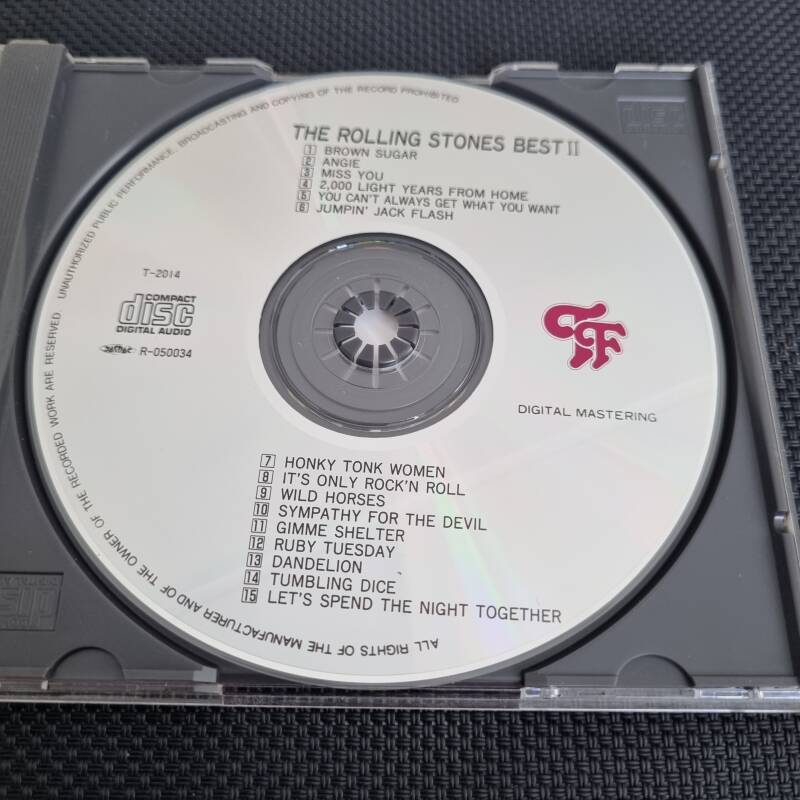 UNAUTHORIZED PUBLIC PERFORMANCE, BROADCASTING AND COPYING OF THE RECORD PROHIBITED
THE ROLLING STONES BEST II
1 BROWN SUGAR
2 ANGIE
3 MISS YOU
4 2,000 LIGHT YEARS FROM HOME
5 YOU CAN'T ALWAYS GET WHAT YOU WANT
6 JUMPIN' JACK FLASH
T-2014
COMPACT
disc
DIGITAL AUDIO
R-050034
DIGITAL MASTERING
7 HONKY TONK WOMEN
8 IT'S ONLY ROCK'N ROLL
9 WILD HORSES
10 SYMPATHY FOR THE DEVIL
11 GIMME SHELTER
12 RUBY TUESDAY
13 DANDELION
14 TUMBLING DICE
15 LET'S SPEND THE NIGHT TOGETHER
ALL RIGHTS OF THE MANUFACTURER AND OF THE OWNER OF THE RECORDED WORK ARE RESERVED